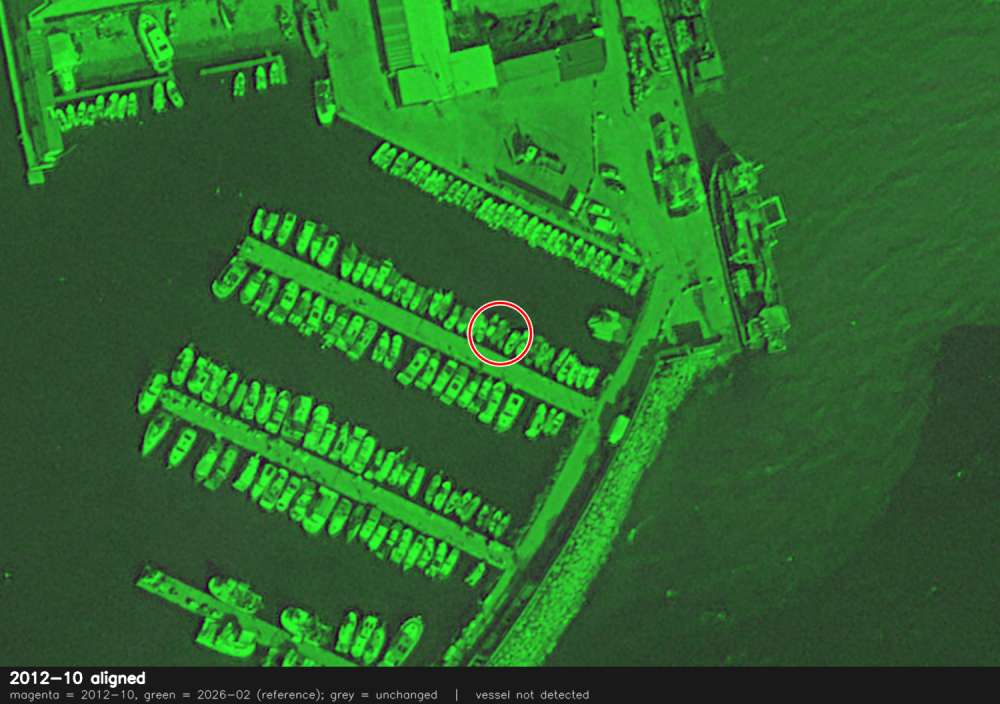 2012-10 aligned
magenta = 2012-10, green = 2026-02 (reference); grey = unchanged | vessel not detected